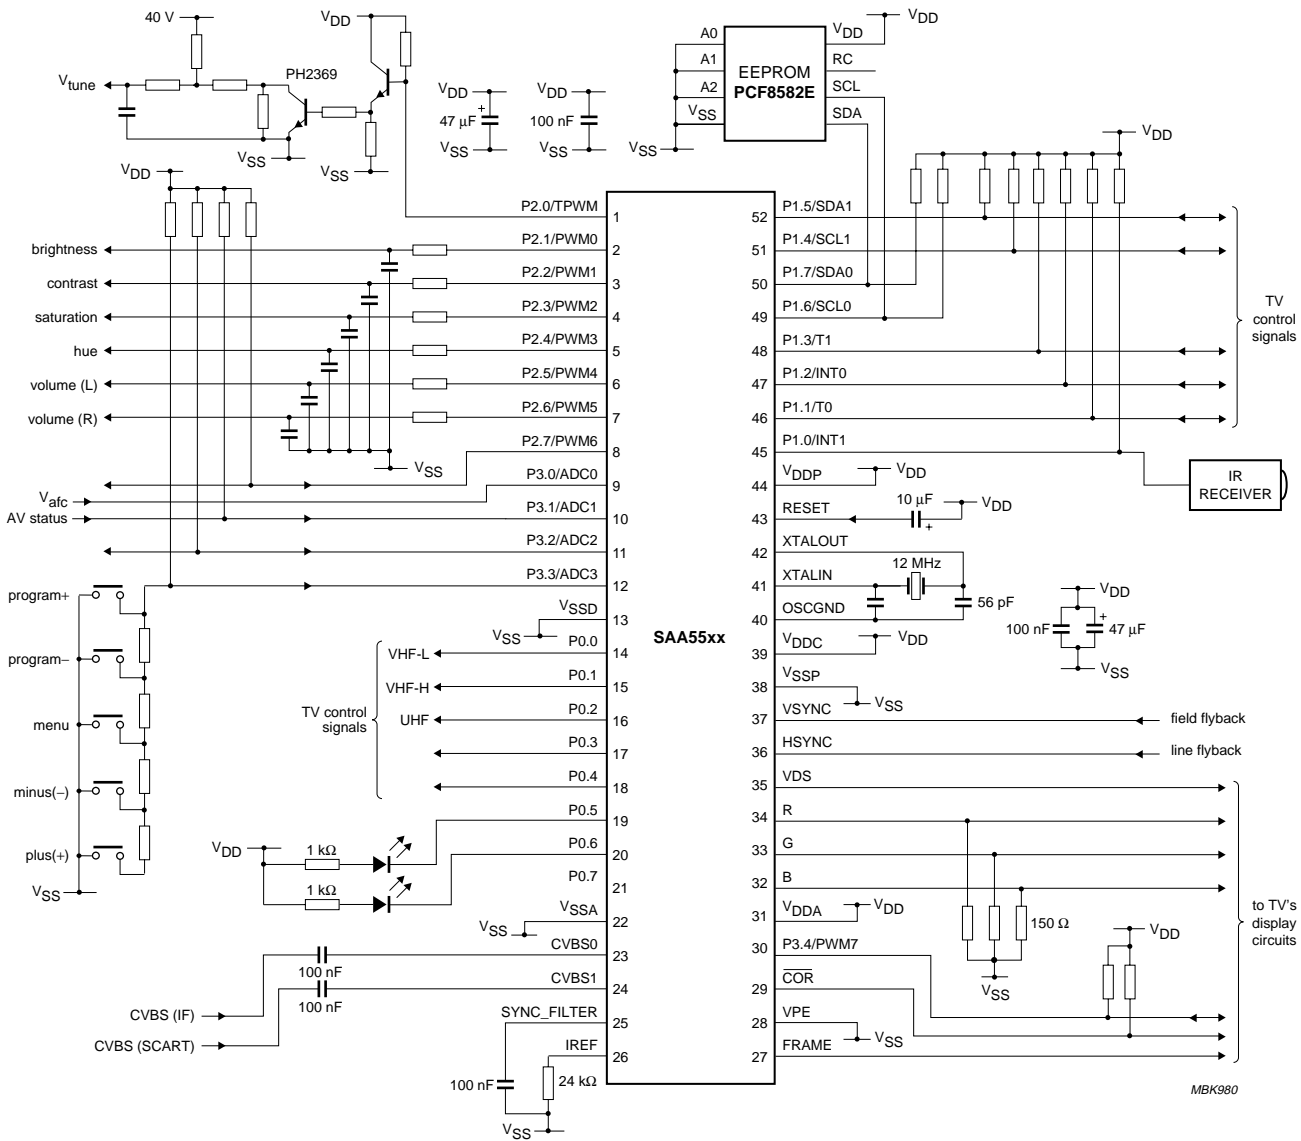 40 V
VDD
Vtune
PH2369
VSS
VSS
VDD
47 μF
+
VSS
VDD
100 nF
VSS
A0
A1
A2
VSS
VSS
EEPROM
PCF8582E
VDD
RC
SCL
SDA
VDD
VDD
VDD
brightness
contrast
saturation
hue
volume (L)
volume (R)
VSS
Vafc
AV status
program+
program−
menu
minus(−)
plus(+)
VSS
P2.0/TPWM
1
P2.1/PWM0
2
P2.2/PWM1
3
P2.3/PWM2
4
P2.4/PWM3
5
P2.5/PWM4
6
P2.6/PWM5
7
P2.7/PWM6
8
P3.0/ADC0
9
P3.1/ADC1
10
P3.2/ADC2
11
P3.3/ADC3
12
VSSD
13
VSS
P0.0
14
VHF-L
P0.1
15
VHF-H
P0.2
16
UHF
TV control
signals
P0.3
17
P0.4
18
P0.5
19
P0.6
20
P0.7
21
VDD
1 kΩ
1 kΩ
VSSA
22
VSS
CVBS0
23
100 nF
CVBS1
24
100 nF
CVBS (IF)
CVBS (SCART)
SYNC_FILTER
25
IREF
26
100 nF
24 kΩ
VSS
SAA55xx
52
P1.5/SDA1
51
P1.4/SCL1
50
P1.7/SDA0
49
P1.6/SCL0
48
P1.3/T1
47
P1.2/INT0
46
P1.1/T0
45
P1.0/INT1
TV
control
signals
IR
RECEIVER
44
VDDP
VDD
43
RESET
10 μF
+
VDD
42
XTALOUT
12 MHz
41
XTALIN
40
OSCGND
56 pF
39
VDDC
VDD
VDD
100 nF
+
47 μF
VSS
38
VSSP
VSS
37
VSYNC
field flyback
36
HSYNC
line flyback
35
VDS
34
R
33
G
32
B
150 Ω
VSS
31
VDDA
VDD
30
P3.4/PWM7
VDD
29
COR
28
VPE
VSS
27
FRAME
to TV's
display
circuits
MBK980